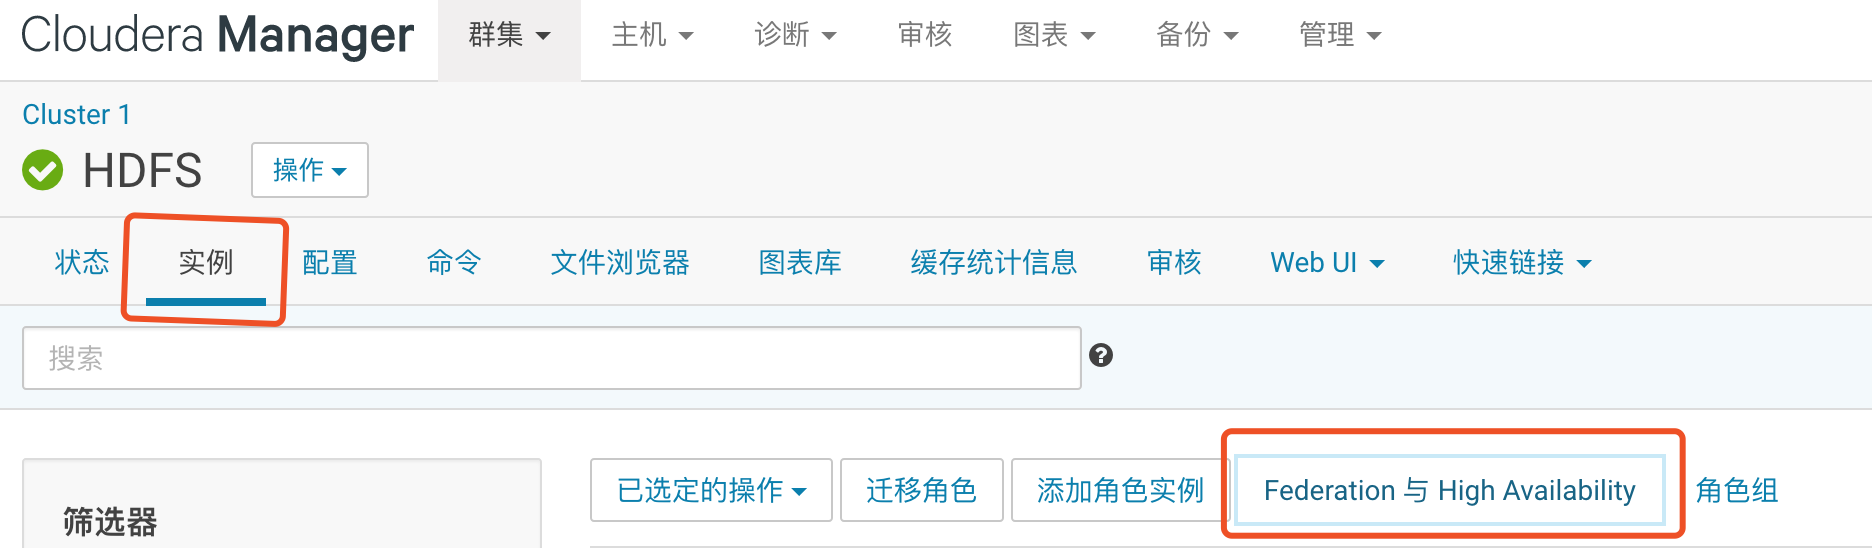 Cloudera Manager 群集 主机 诊断 审核 图表 备份 管理
Cluster 1
HDFS 操作
状态 实例 配置 命令 文件浏览器 图表库 缓存统计信息 审核 Web UI 快速链接
搜索
已选定的操作 迁移角色 添加角色实例 Federation 与 High Availability 角色组
筛选器